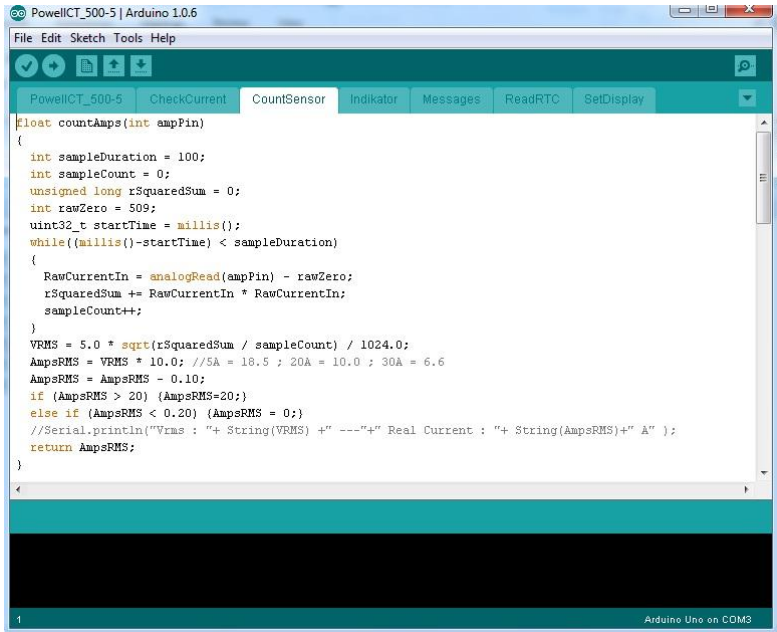 PowellICT_500-5 | Arduino 1.0.6
File Edit Sketch Tools Help
PowellICT_500-5 CheckCurrent CountSensor Indikator Messages ReadRTC SetDisplay
float countAmps(int ampPin)
{
int sampleDuration = 100;
int sampleCount = 0;
unsigned long rSquaredSum = 0;
int rawZero = 509;
uint32_t startTime = millis();
while((millis()-startTime) < sampleDuration)
{
RawCurrentIn = analogRead(ampPin) - rawZero;
rSquaredSum += RawCurrentIn * RawCurrentIn;
sampleCount++;
}
VRMS = 5.0 * sqrt(rSquaredSum / sampleCount) / 1024.0;
AmpsRMS = VRMS * 10.0; //5A = 18.5 ; 20A = 10.0 ; 30A = 6.6
AmpsRMS = AmpsRMS - 0.10;
if (AmpsRMS > 20) {AmpsRMS=20;}
else if (AmpsRMS < 0.20) {AmpsRMS = 0;}
//Serial.println("Vrms : "+ String(VRMS) +" ---"+" Real Current : "+ String(AmpsRMS)+" A" );
return AmpsRMS;
}
1 Arduino Uno on COM3